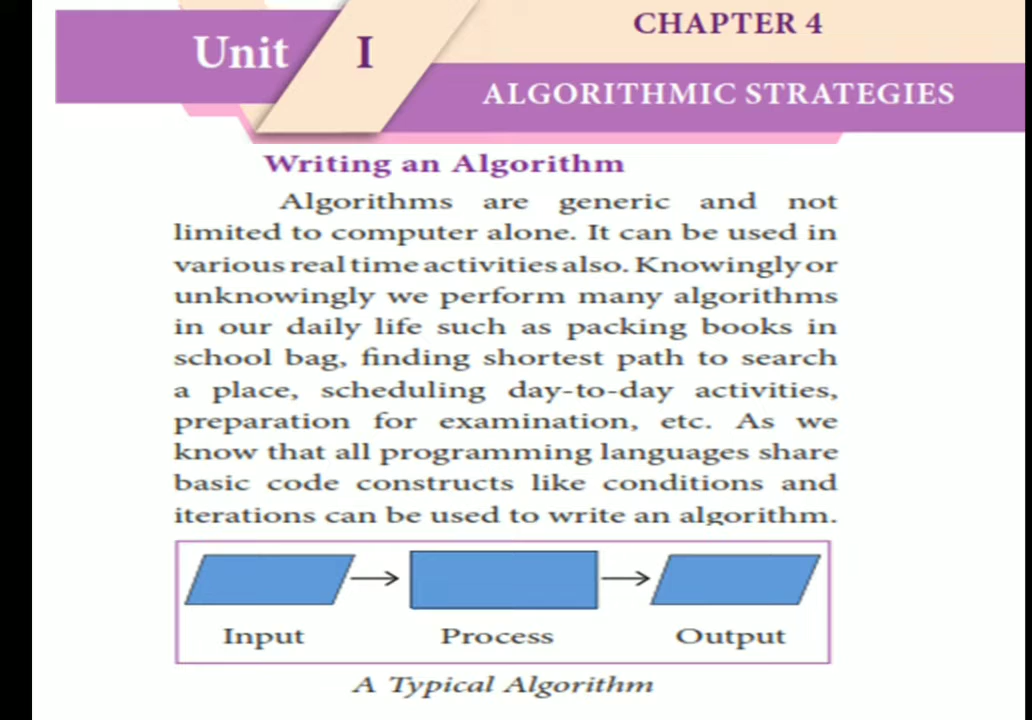 Unit I
CHAPTER 4
ALGORITHMIC STRATEGIES
Writing an Algorithm
Algorithms are generic and not
limited to computer alone. It can be used in
various real time activities also. Knowingly or
unknowingly we perform many algorithms
in our daily life such as packing books in
school bag, finding shortest path to search
a place, scheduling day-to-day activities,
preparation for examination, etc. As we
know that all programming languages share
basic code constructs like conditions and
iterations can be used to write an algorithm.
Input Process Output
A Typical Algorithm